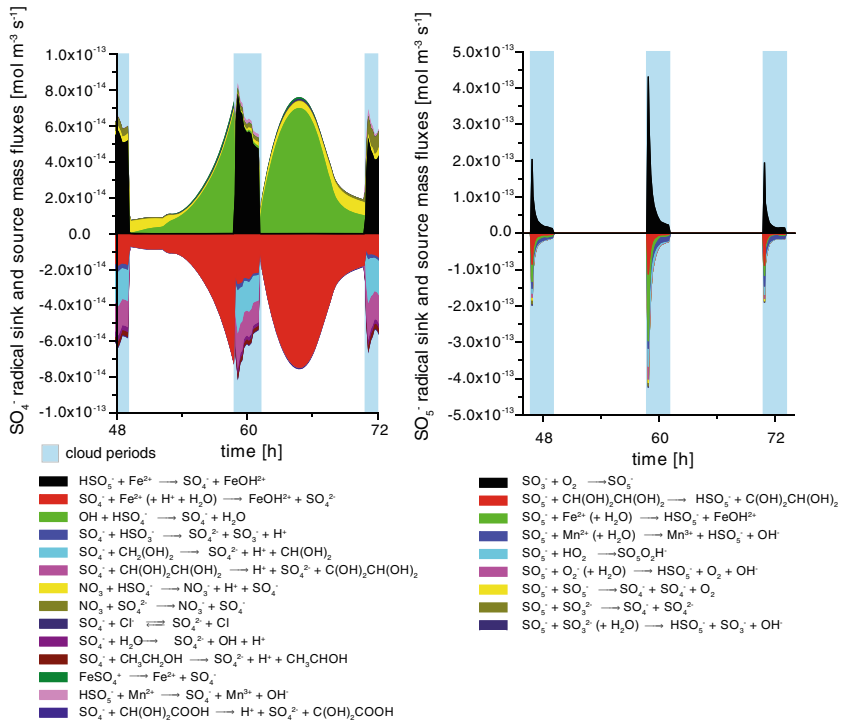 SO₄⁻ radical sink and source mass fluxes [mol m⁻³ s⁻¹]
1.0x10⁻¹³
8.0x10⁻¹⁴
6.0x10⁻¹⁴
4.0x10⁻¹⁴
2.0x10⁻¹⁴
0.0
-2.0x10⁻¹⁴
-4.0x10⁻¹⁴
-6.0x10⁻¹⁴
-8.0x10⁻¹⁴
-1.0x10⁻¹³
48 60 72
time [h]
cloud periods
HSO₅⁻ + Fe²⁺ → SO₄⁻ + FeOH²⁺
SO₄⁻ + Fe²⁺ (+ H⁺ + H₂O) → FeOH²⁺ + SO₄²⁻
OH + HSO₄⁻ → SO₄⁻ + H₂O
SO₄⁻ + HSO₃⁻ → SO₄²⁻ + SO₃⁻ + H⁺
SO₄⁻ + CH₂(OH)₂ → SO₄²⁻ + H⁺ + CH(OH)₂
SO₄⁻ + CH(OH)₂CH(OH)₂ → H⁺ + SO₄²⁻ + C(OH)₂CH(OH)₂
NO₃ + HSO₄⁻ → NO₃⁻ + H⁺ + SO₄⁻
NO₃ + SO₄²⁻ → NO₃⁻ + SO₄⁻
SO₄⁻ + Cl⁻ ⇌ SO₄²⁻ + Cl
SO₄⁻ + H₂O → SO₄²⁻ + OH + H⁺
SO₄⁻ + CH₃CH₂OH → SO₄²⁻ + H⁺ + CH₃CHOH
FeSO₄⁺ → Fe²⁺ + SO₄⁻
HSO₅⁻ + Mn²⁺ → SO₄⁻ + Mn³⁺ + OH⁻
SO₄⁻ + CH(OH)₂COOH → H⁺ + SO₄²⁻ + C(OH)₂COOH
SO₅⁻ radical sink and source mass fluxes [mol m⁻³ s⁻¹]
5.0x10⁻¹³
4.0x10⁻¹³
3.0x10⁻¹³
2.0x10⁻¹³
1.0x10⁻¹³
0.0
-1.0x10⁻¹³
-2.0x10⁻¹³
-3.0x10⁻¹³
-4.0x10⁻¹³
-5.0x10⁻¹³
48 60 72
time [h]
SO₃⁻ + O₂ → SO₅⁻
SO₅⁻ + CH(OH)₂CH(OH)₂ → HSO₅⁻ + C(OH)₂CH(OH)₂
SO₅⁻ + Fe²⁺ (+ H₂O) → HSO₅⁻ + FeOH²⁺
SO₅⁻ + Mn²⁺ (+ H₂O) → Mn³⁺ + HSO₅⁻ + OH⁻
SO₅⁻ + HO₂ → SO₅O₂H⁻
SO₅⁻ + O₂⁻ (+ H₂O) → HSO₅⁻ + O₂ + OH⁻
SO₅⁻ + SO₅⁻ → SO₄⁻ + SO₄⁻ + O₂
SO₅⁻ + SO₃²⁻ → SO₄⁻ + SO₄²⁻
SO₅⁻ + SO₃²⁻ (+ H₂O) → HSO₅⁻ + SO₃⁻ + OH⁻